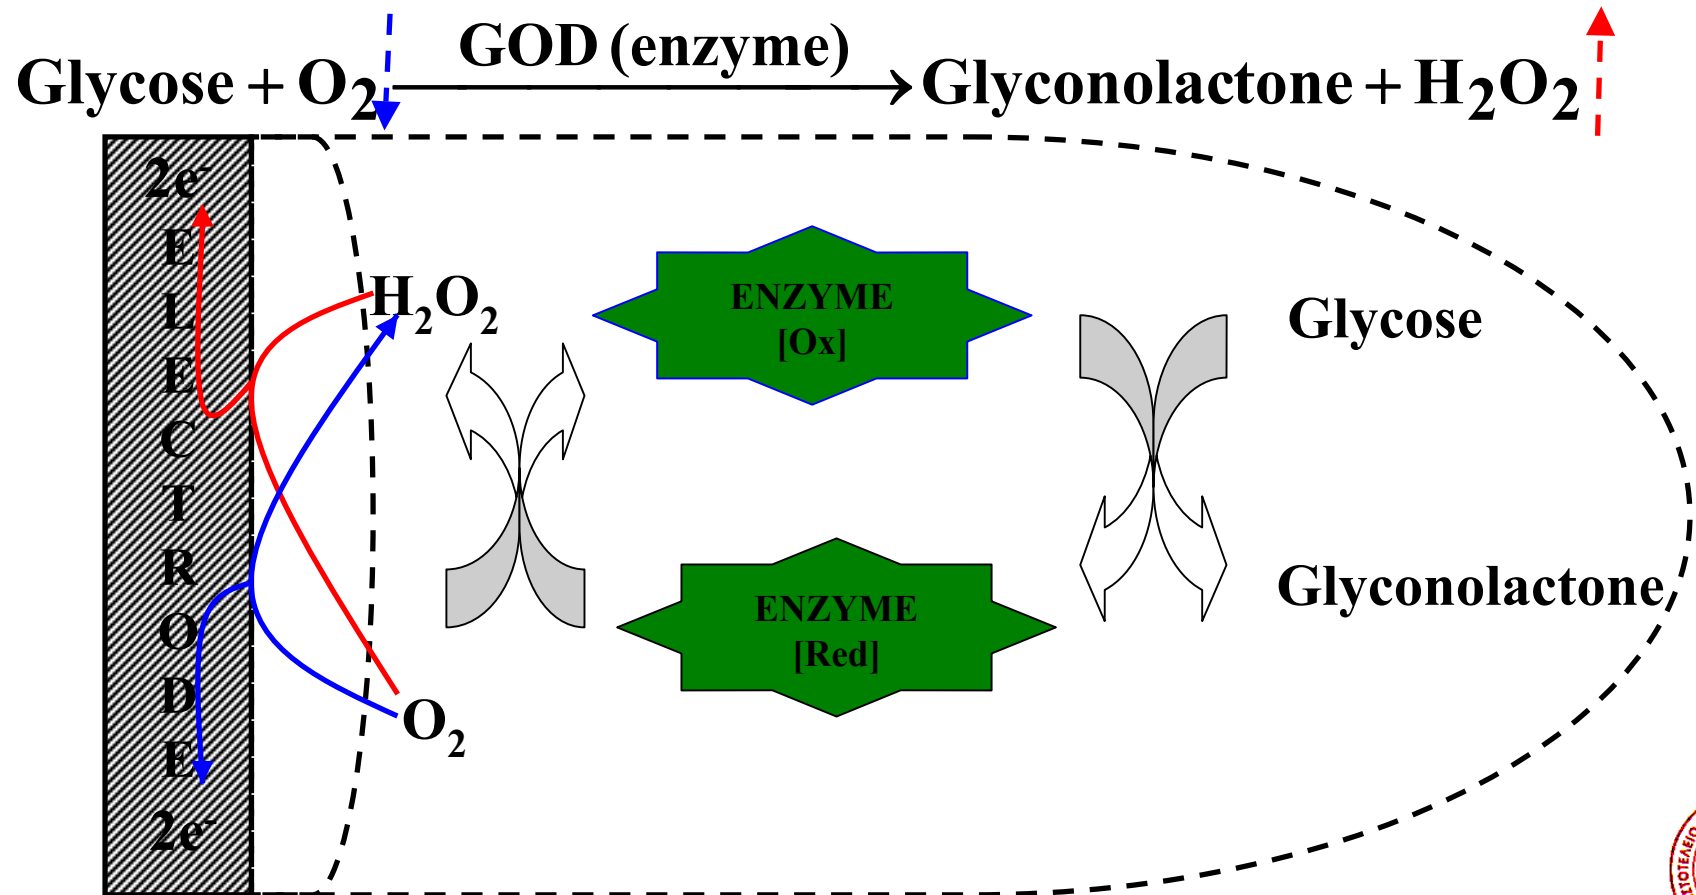 GOD (enzyme)
Glycose + O₂ → Glyconolactone + H₂O₂
2e⁻
ELECTRODE
2e⁻
H₂O₂
O₂
ENZYME
[Ox]
ENZYME
[Red]
Glycose
Glyconolactone